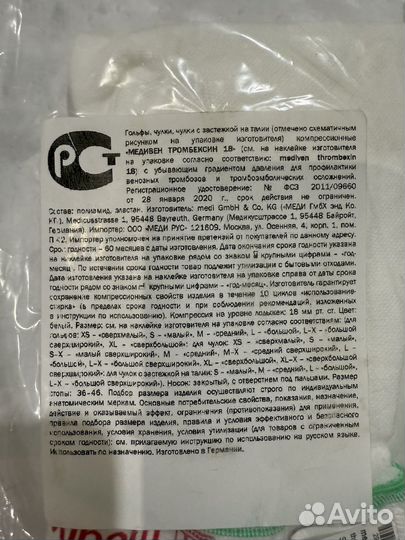 РСТ
Гольфы, чулки, чулки с застежкой на талии (отмечено схематичным
рисунком на упаковке изготовителя) компрессионные
«МЕДИВЕН ТРОМБЕКСИН 18» (см. на наклейке изготовителя
на упаковке согласно соответствию: mediven thrombexin
18) с убывающим градиентом давления для профилактики
венозных тромбозов и тромбоэмболических осложнений.
Регистрационное удостоверение: № ФСЗ 2011/09660
от 28 января 2020 г., срок действия не ограничен.
Состав: полиамид, эластан. Изготовитель: medi GmbH & Co. KG («МЕДИ ГмбХ энд Ко.
КГ»), Medicusstrasse 1, 95448 Bayreuth, Germany (Медикусштрассе 1, 95448 Байройт,
Германия). Импортер: ООО «МЕДИ РУС» 121609, Москва, ул. Осенняя, 4, корп. 1, пом.
П
Импортер уполномочен на принятие претензий от покупателей по данному адресу.
Срок годности – 60 месяцев с даты изготовления. Дата окончания срока годности указана
на наклейке изготовителя на упаковке рядом со знаком
крупными цифрами – «год-
месяц». По истечении срока годности товар подлежит утилизации с бытовыми отходами.
Дата изготовления указана на наклейке изготовителя на упаковке справа от даты срока
годности рядом со знаком
крупными цифрами – «год-месяц». Изготовитель гарантирует
сохранение компрессионных свойств изделия в течение 10 циклов «использование-
стирка» (в пределах срока годности и при соблюдении рекомендаций, изложенных
в инструкции по использованию). Компрессия на уровне лодыжек: 18 мм рт. ст. Цвет:
белый. Размер: см. на наклейке изготовителя на упаковке согласно соответствию: (для
гольфов: XS – «сверхмалый», S – «малый», M – «средний», L – «большой», L-X – «большой
сверхширокий», XL – «сверхбольшой»: для чулок: XS – «сверхмалый», S – «малый»,
S-X – «малый сверхширокий», M – «средний», M-X – «средний сверхширокий», L –
«большой», L-X – «большой сверхширокий», XL – «сверхбольшой», XL-X – «сверхбольшой
сверхширокий»; для чулок с застежкой на талии: S – «малый», M – «средний», L – «большой»,
L-X – «большой сверхширокий»). Носок: закрытый, с отверстием под пальцами. Размер
стопы: 36-46. Подбор размера изделия осуществляют строго по индивидуальным
анатомическим меркам. Основные потребительские свойства, показания, назначение,
действие и оказываемый эффект, ограничения (противопоказания) для применения,
правила подбора размера изделия, правила и условия эффективного и безопасного
использования, условия хранения, условия утилизации (для товаров с ограниченным
сроком годности): см. прилагаемую инструкцию по использованию на русском языке.
Использовать по назначению. Изготовлено в Германии.
Avito